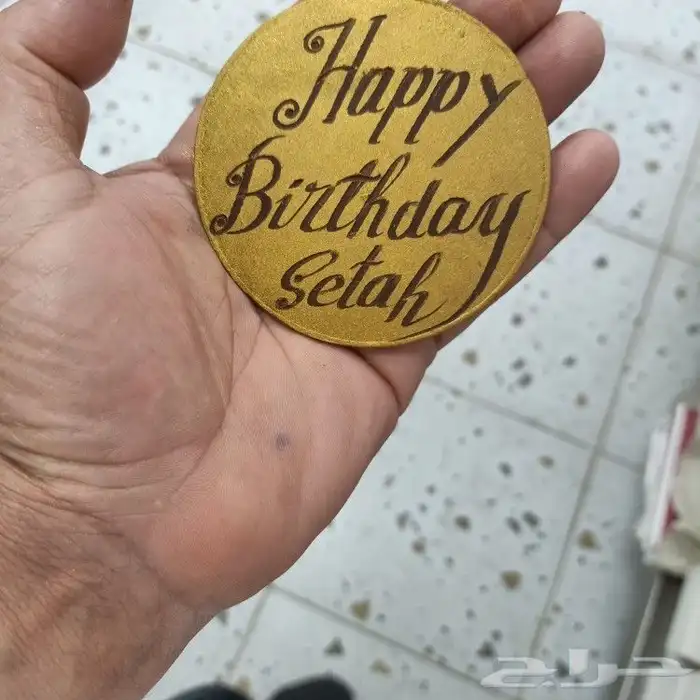 Happy
Birthday
Setah
حراج